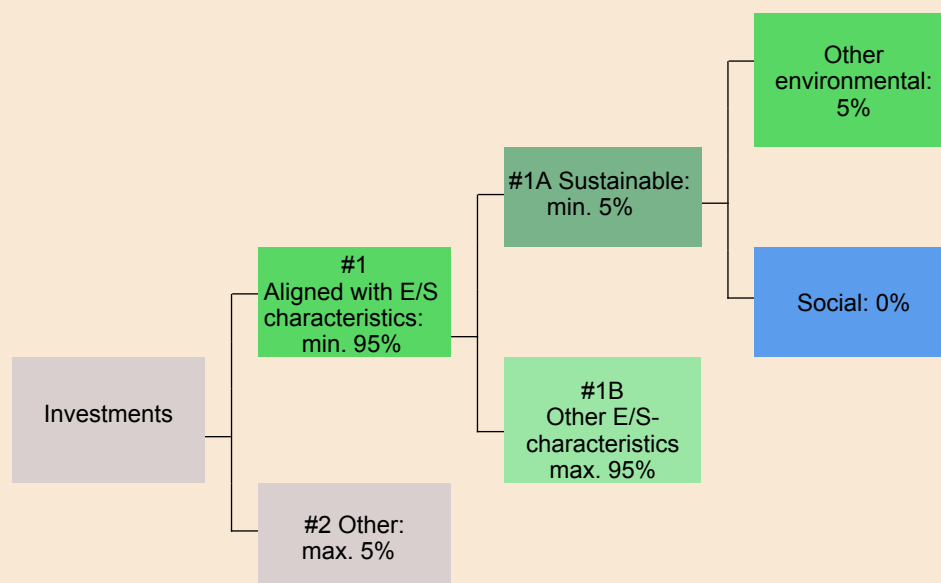 Other
environmental:
5%
#1A Sustainable:
min. 5%
#1
Aligned with E/S
characteristics:
min. 95%
Social: 0%
Investments
#1B
Other E/S-
characteristics
max. 95%
#2 Other:
max. 5%